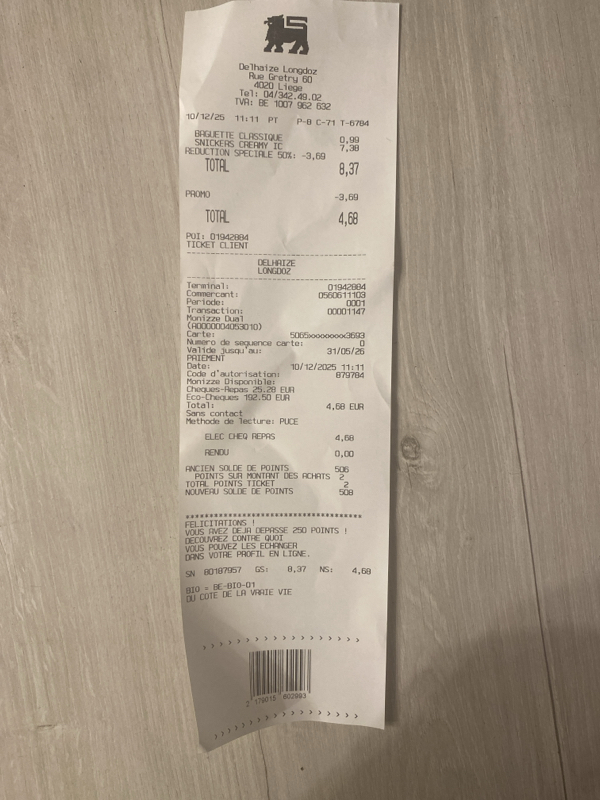 Delhaize Longdoz
Rue Gretry 60
4020 Liege
Tel: 04/342.49.02
TVA: BE 1007 962 632
10/12/25 11:11 PT P-8 C-71 T-6784
BAGUETTE CLASSIQUE 0,99
SNICKERS CREAMY IC 7,38
REDUCTION SPECIALE 50%: -3,69
TOTAL 8,37
PROMO -3,69
TOTAL 4,68
POI: 01942884
TICKET CLIENT
DELHAIZE
LONGDOZ
Terminal: 01942884
Commercant: 0560611103
Periode: 0001
Transaction: 00001147
Monizze Dual
(A0000004053010)
Carte: 5065xxxxxxxx3693
Numero de sequence carte: 0
Valide jusqu'au: 31/05/26
PAIEMENT
Date: 10/12/2025 11:11
Code d'autorisation: 879784
Monizze Disponible:
Cheques-Repas 25.28 EUR
Eco-Cheques 192.50 EUR
Total: 4,68 EUR
Sans contact
Methode de lecture: PUCE
ELEC CHEQ REPAS 4,68
RENDU 0,00
ANCIEN SOLDE DE POINTS 506
POINTS SUR MONTANT DES ACHATS 2
TOTAL POINTS TICKET 2
NOUVEAU SOLDE DE POINTS 508
FELICITATIONS !
VOUS AVEZ DEJA DEPASSE 250 POINTS !
DECOUVREZ CONTRE QUOI
VOUS POUVEZ LES ECHANGER
DANS VOTRE PROFIL EN LIGNE.
SN 80187957 GS: 8,37 NS: 4,68
BIO = BE-BIO-01
DU COTE DE LA VRAIE VIE
2 179015 602993